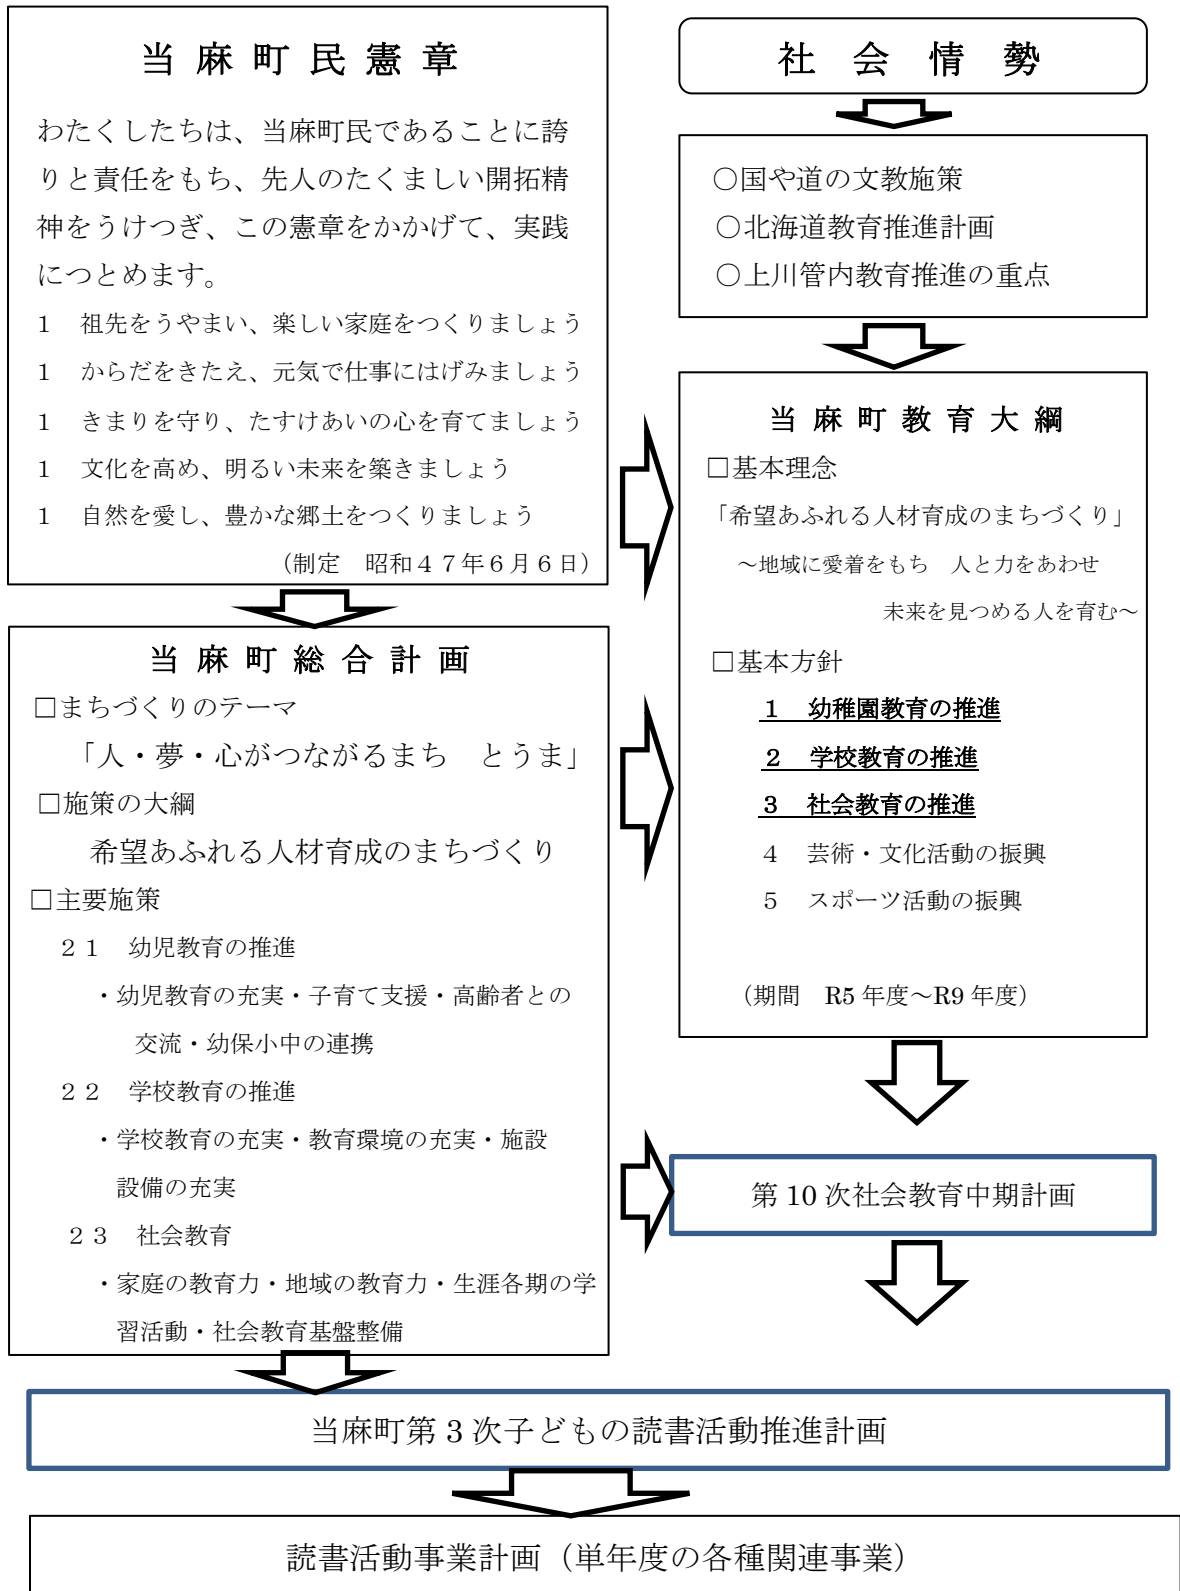 当麻町民憲章
わたくしたちは、当麻町民であることに誇
りと責任をもち、先人のたくましい開拓精
神をうけつぎ、この憲章をかかげて、実践
につとめます。
1　祖先をうやまい、楽しい家庭をつくりましょう
1　からだをきたえ、元気で仕事にはげみましょう
1　きまりを守り、たすけあいの心を育てましょう
1　文化を高め、明るい未来を築きましょう
1　自然を愛し、豊かな郷土をつくりましょう
（制定　昭和４７年６月６日）
当麻町総合計画
□まちづくりのテーマ
「人・夢・心がつながるまち　とうま」
□施策の大綱
希望あふれる人材育成のまちづくり
□主要施策
２１　幼児教育の推進
・幼児教育の充実・子育て支援・高齢者との
交流・幼保小中の連携
２２　学校教育の推進
・学校教育の充実・教育環境の充実・施設
設備の充実
２３　社会教育
・家庭の教育力・地域の教育力・生涯各期の学
習活動・社会教育基盤整備
社会情勢
○国や道の文教施策
○北海道教育推進計画
○上川管内教育推進の重点
当麻町教育大綱
□基本理念
「希望あふれる人材育成のまちづくり」
～地域に愛着をもち　人と力をあわせ
未来を見つめる人を育む～
□基本方針
１　幼稚園教育の推進
２　学校教育の推進
３　社会教育の推進
４　芸術・文化活動の振興
５　スポーツ活動の振興
（期間　R5 年度～R9 年度）
第 10 次社会教育中期計画
当麻町第 3 次子どもの読書活動推進計画
読書活動事業計画（単年度の各種関連事業）